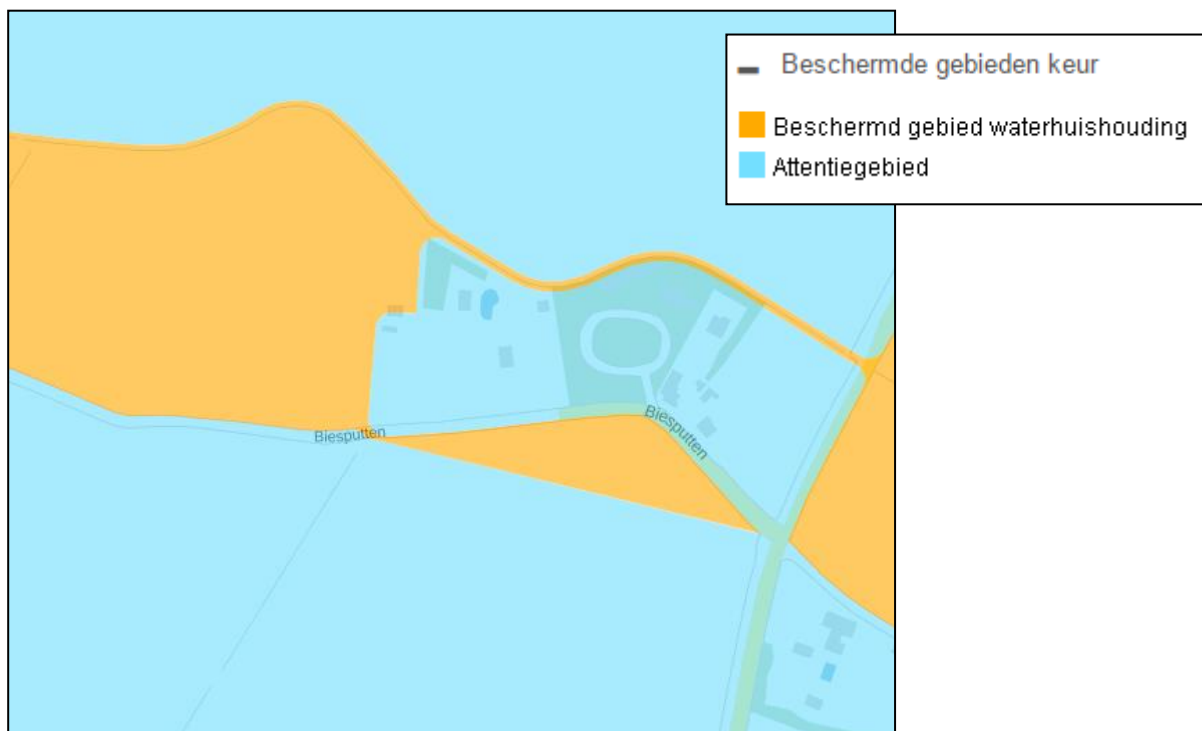 Beschermde gebieden keur
Beschermd gebied waterhuishouding
Attentiegebied
Biesputten
Biesputten